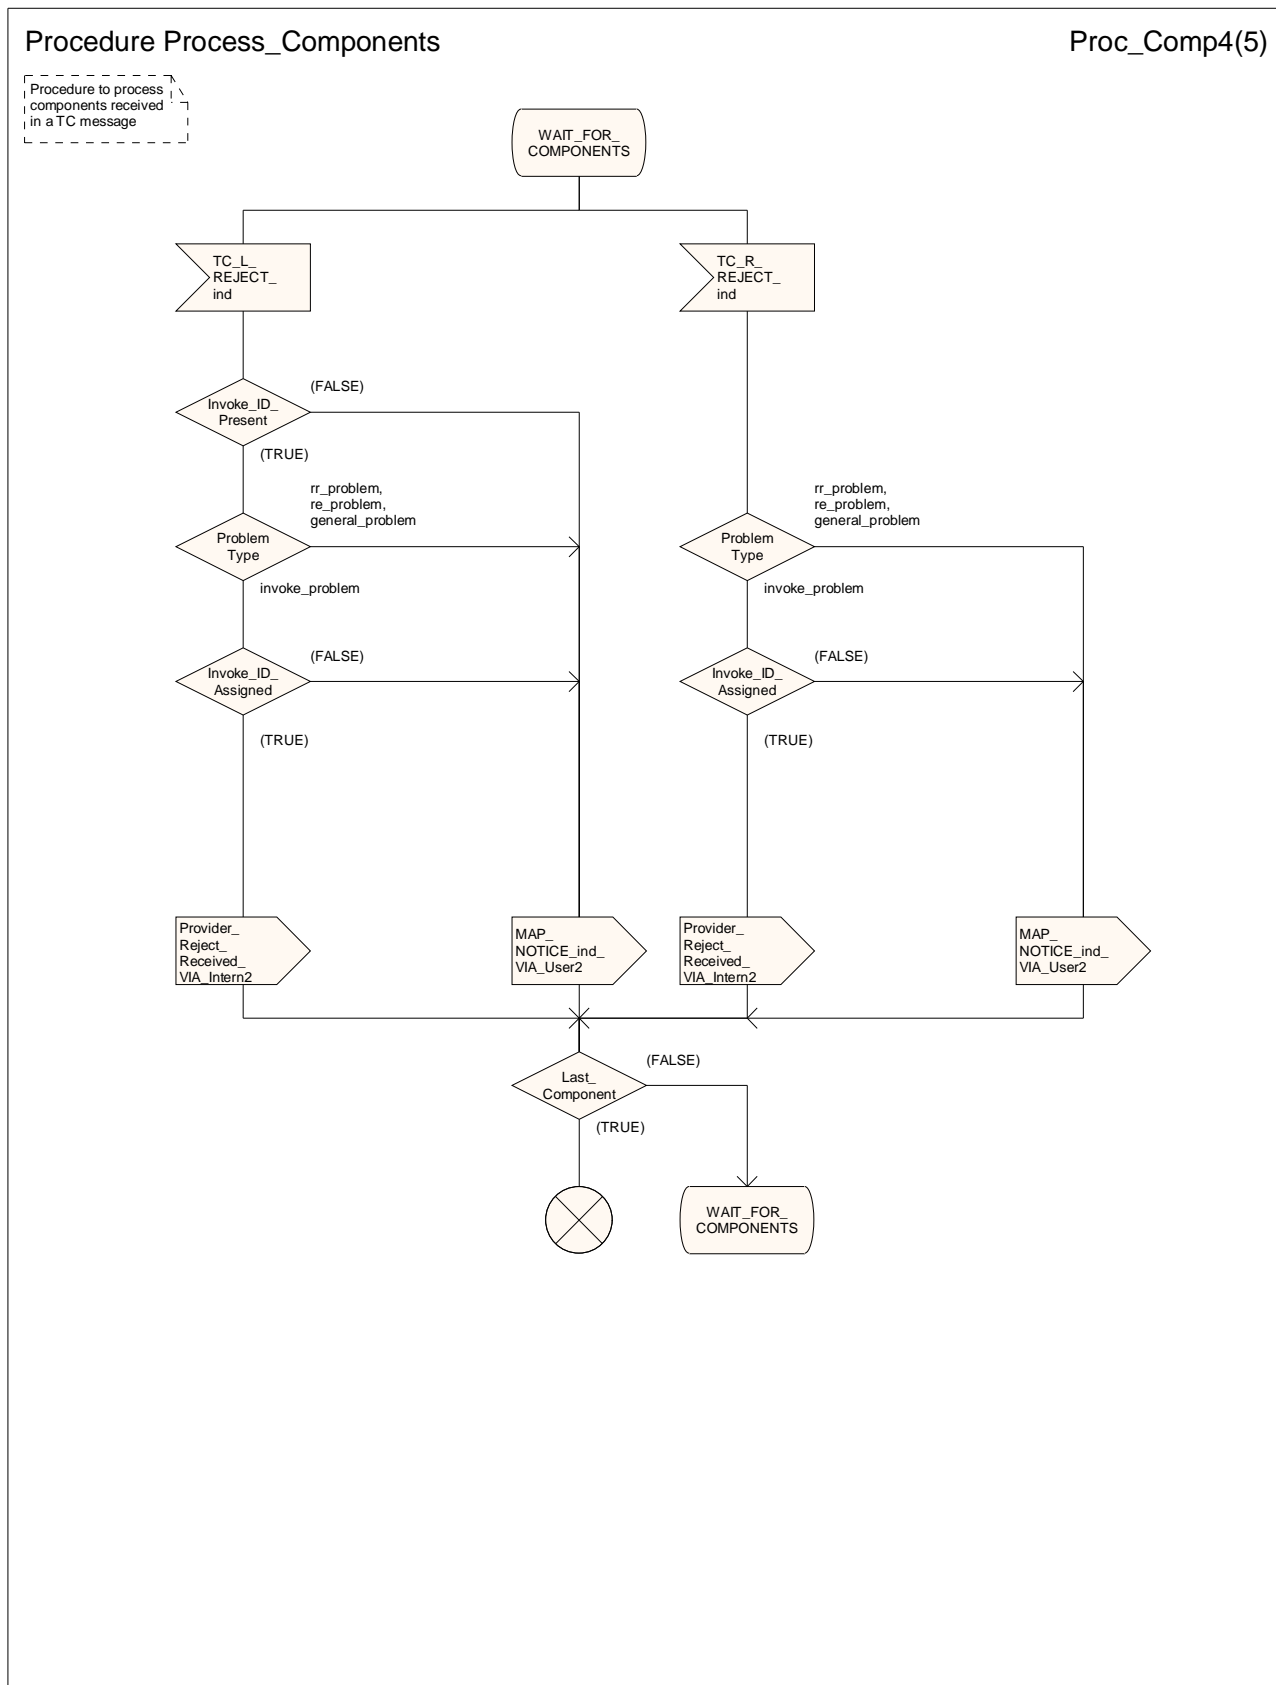 Procedure Process_Components
Proc_Comp4(5)
Procedure to process
components received
in a TC message
WAIT_FOR_
COMPONENTS
TC_L_
REJECT_
ind
TC_R_
REJECT_
ind
(FALSE)
Invoke_ID_
Present
(TRUE)
rr_problem,
re_problem,
general_problem
Problem
Type
invoke_problem
rr_problem,
re_problem,
general_problem
Problem
Type
invoke_problem
(FALSE)
Invoke_ID_
Assigned
(TRUE)
(FALSE)
Invoke_ID_
Assigned
(TRUE)
Provider_
Reject_
Received_
VIA_Intern2
MAP_
NOTICE_ind_
VIA_User2
Provider_
Reject_
Received_
VIA_Intern2
MAP_
NOTICE_ind_
VIA_User2
(FALSE)
Last_
Component
(TRUE)
WAIT_FOR_
COMPONENTS